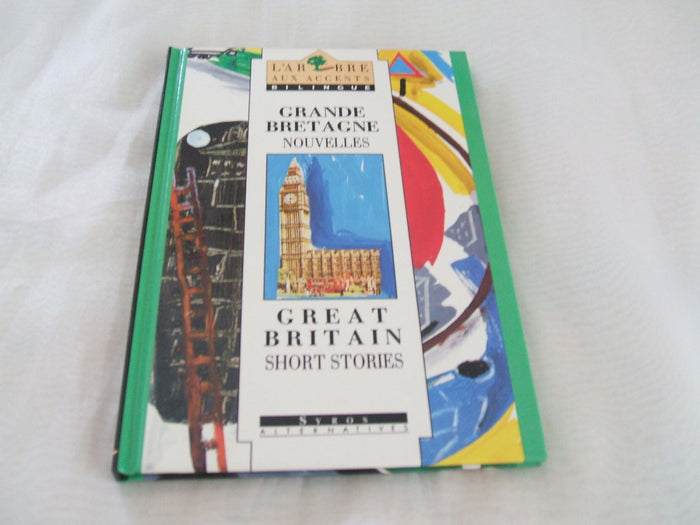 L'ARBRE
AUX ACCENTS
BILINGUE
GRANDE
BRETAGNE
NOUVELLES
GREAT
BRITAIN
SHORT STORIES
SYROS
ALTERNATIVES